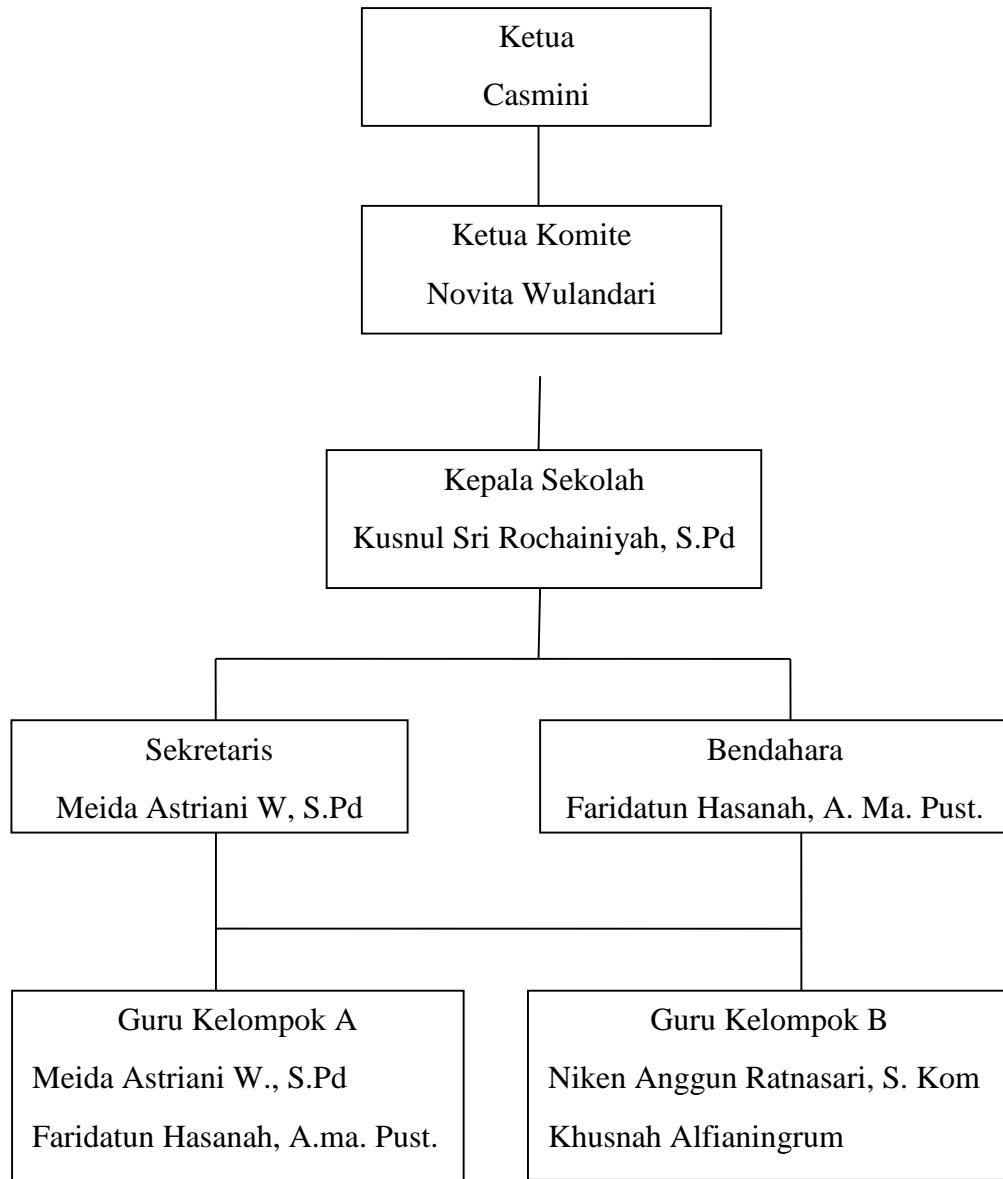 Ketua
Casmini
Ketua Komite
Novita Wulandari
Kepala Sekolah
Kusnul Sri Rochainiyah, S.Pd
Sekretaris
Meida Astriani W, S.Pd
Bendahara
Faridatun Hasanah, A. Ma. Pust.
Guru Kelompok A
Meida Astriani W., S.Pd
Faridatun Hasanah, A.ma. Pust.
Guru Kelompok B
Niken Anggun Ratnasari, S. Kom
Khusnah Alfianingrum